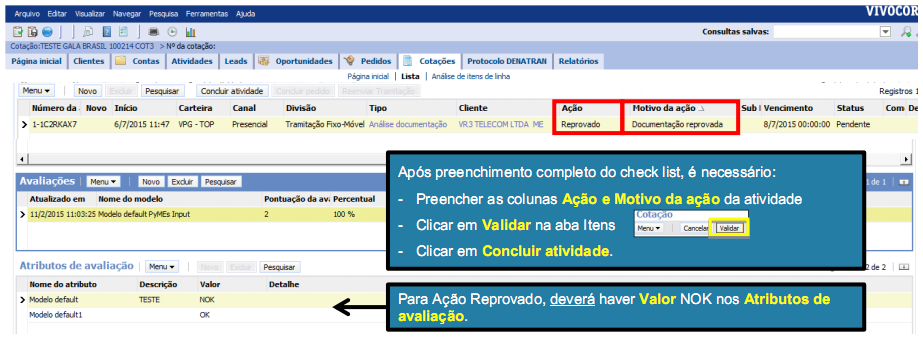 Arquivo Editar Visualizar Navegar Pesquisa Ferramentas Ajuda
VIVOCOR
Consultas salvas:
Cotação:TESTE GALA BRASIL 100214 COT3 > Nº da cotação:
Página inicial Clientes Contas Atividades Leads Oportunidades Pedidos Cotações Protocolo DENATRAN Relatórios
Página inicial | Lista | Análise de itens de linha
Menu Novo Excluir Pesquisar Concluir atividade Concluir pedido Reenviar Tramitação
Registros 1
Número da Novo Início Carteira Canal Divisão Tipo Cliente Ação Motivo da ação Sub Vencimento Status Com De
1-1C2RKAX7 6/7/2015 11:47 VPG - TOP Presencial Tramitação Fixo-Móvel Análise documentação VR3 TELECOM LTDA ME Reprovado Documentação reprovada 8/7/2015 00:00:00 Pendente
Avaliações Menu Novo Excluir Pesquisar
1 de 1
Atualizado em Nome do modelo Pontuação da ava Percentual
11/2/2015 11:03:25 Modelo default PyMEs Input 2 100 %
Após preenchimento completo do check list, é necessário:
- Preencher as colunas Ação e Motivo da ação da atividade
- Clicar em Validar na aba Itens
Cotação
Menu Cancelar Validar
- Clicar em Concluir atividade.
Atributos de avaliação Menu Novo Excluir Pesquisar
2 de 2
Nome do atributo Descrição Valor Detalhe
Modelo default TESTE NOK
Modelo default1 OK
Para Ação Reprovado, deverá haver Valor NOK nos Atributos de
avaliação.